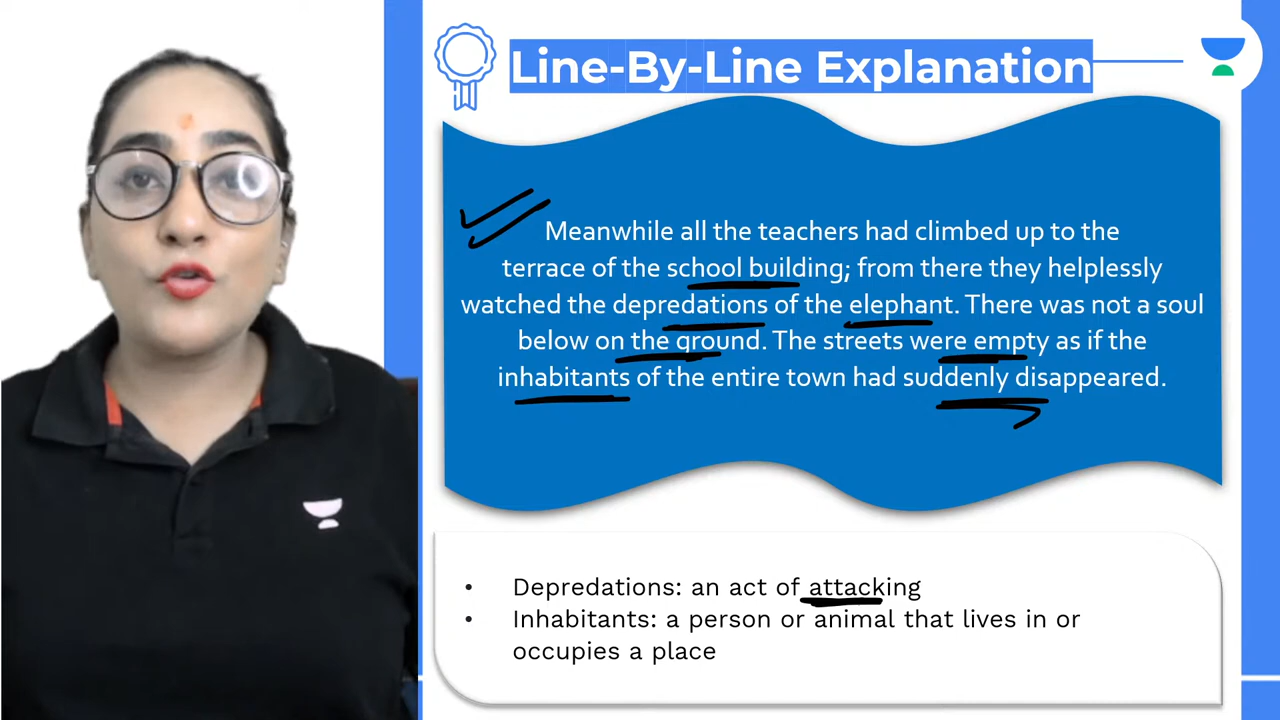 Line-By-Line Explanation
Meanwhile all the teachers had climbed up to the
terrace of the school building; from there they helplessly
watched the depredations of the elephant. There was not a soul
below on the ground. The streets were empty as if the
inhabitants of the entire town had suddenly disappeared.
• Depredations: an act of attacking
• Inhabitants: a person or animal that lives in or
occupies a place